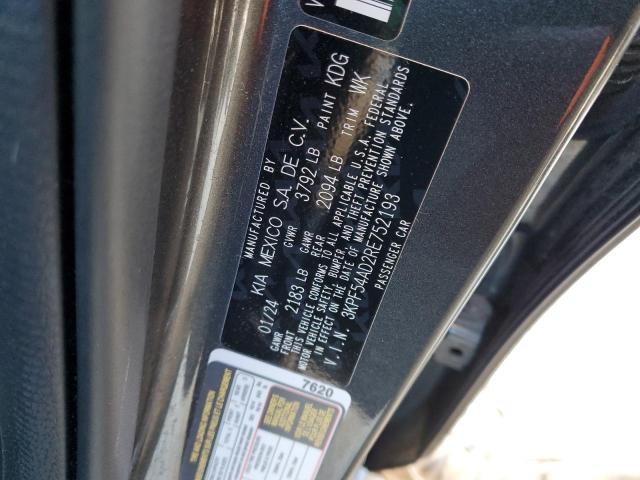 V
MANUFACTURED BY
01/24 KIA MEXICO S.A. DE C.V.
GVWR 3792 LB PAINT KDG
GAWR FRONT 2183 LB GAWR REAR 2094 LB TRIM WK
THIS VEHICLE CONFORMS TO ALL APPLICABLE U.S.A. FEDERAL
MOTOR VEHICLE SAFETY, BUMPER, AND THEFT PREVENTION STANDARDS
IN EFFECT ON THE DATE OF MANUFACTURE SHOWN ABOVE.
V.I.N. 3KPF54AD2RE752193
PASSENGER CAR
7620